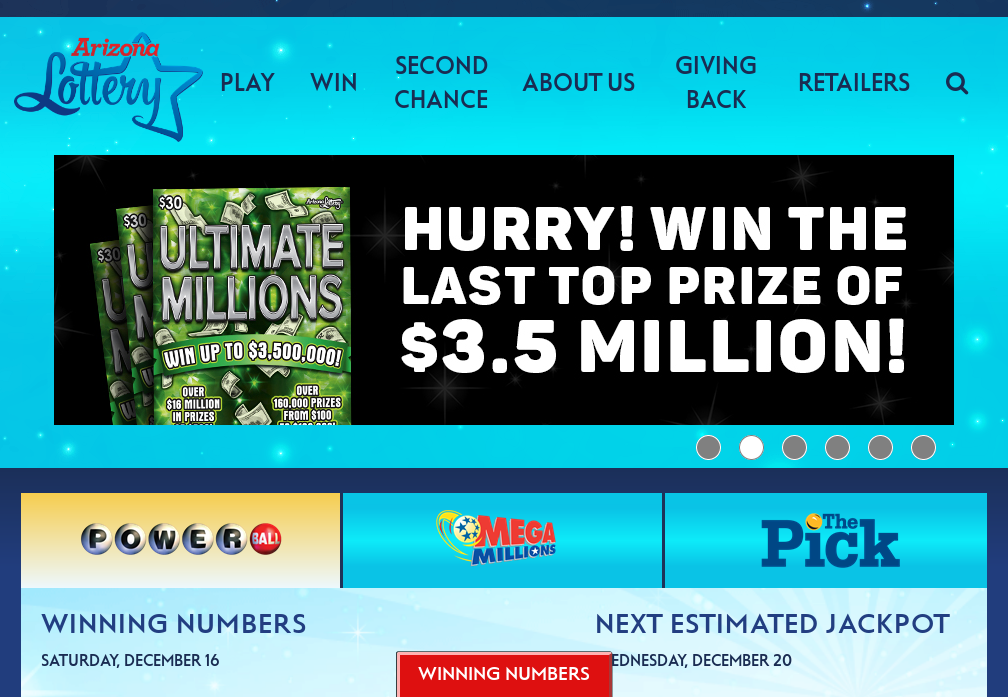 Arizona
Lottery
PLAY
WIN
SECOND
CHANCE
ABOUT US
GIVING
BACK
RETAILERS
$30
$30
$30
Arizona Lottery
ULTIMATE
MILLIONS
WIN UP TO $3,500,000!
OVER
$16 MILLION
IN PRIZES
OVER
160,000 PRIZES
FROM $100
HURRY! WIN THE
LAST TOP PRIZE OF
$3.5 MILLION!
POWERBALL
MEGA
MILLIONS
The
Pick
WINNING NUMBERS
SATURDAY, DECEMBER 16
NEXT ESTIMATED JACKPOT
EDNESDAY, DECEMBER 20
WINNING NUMBERS